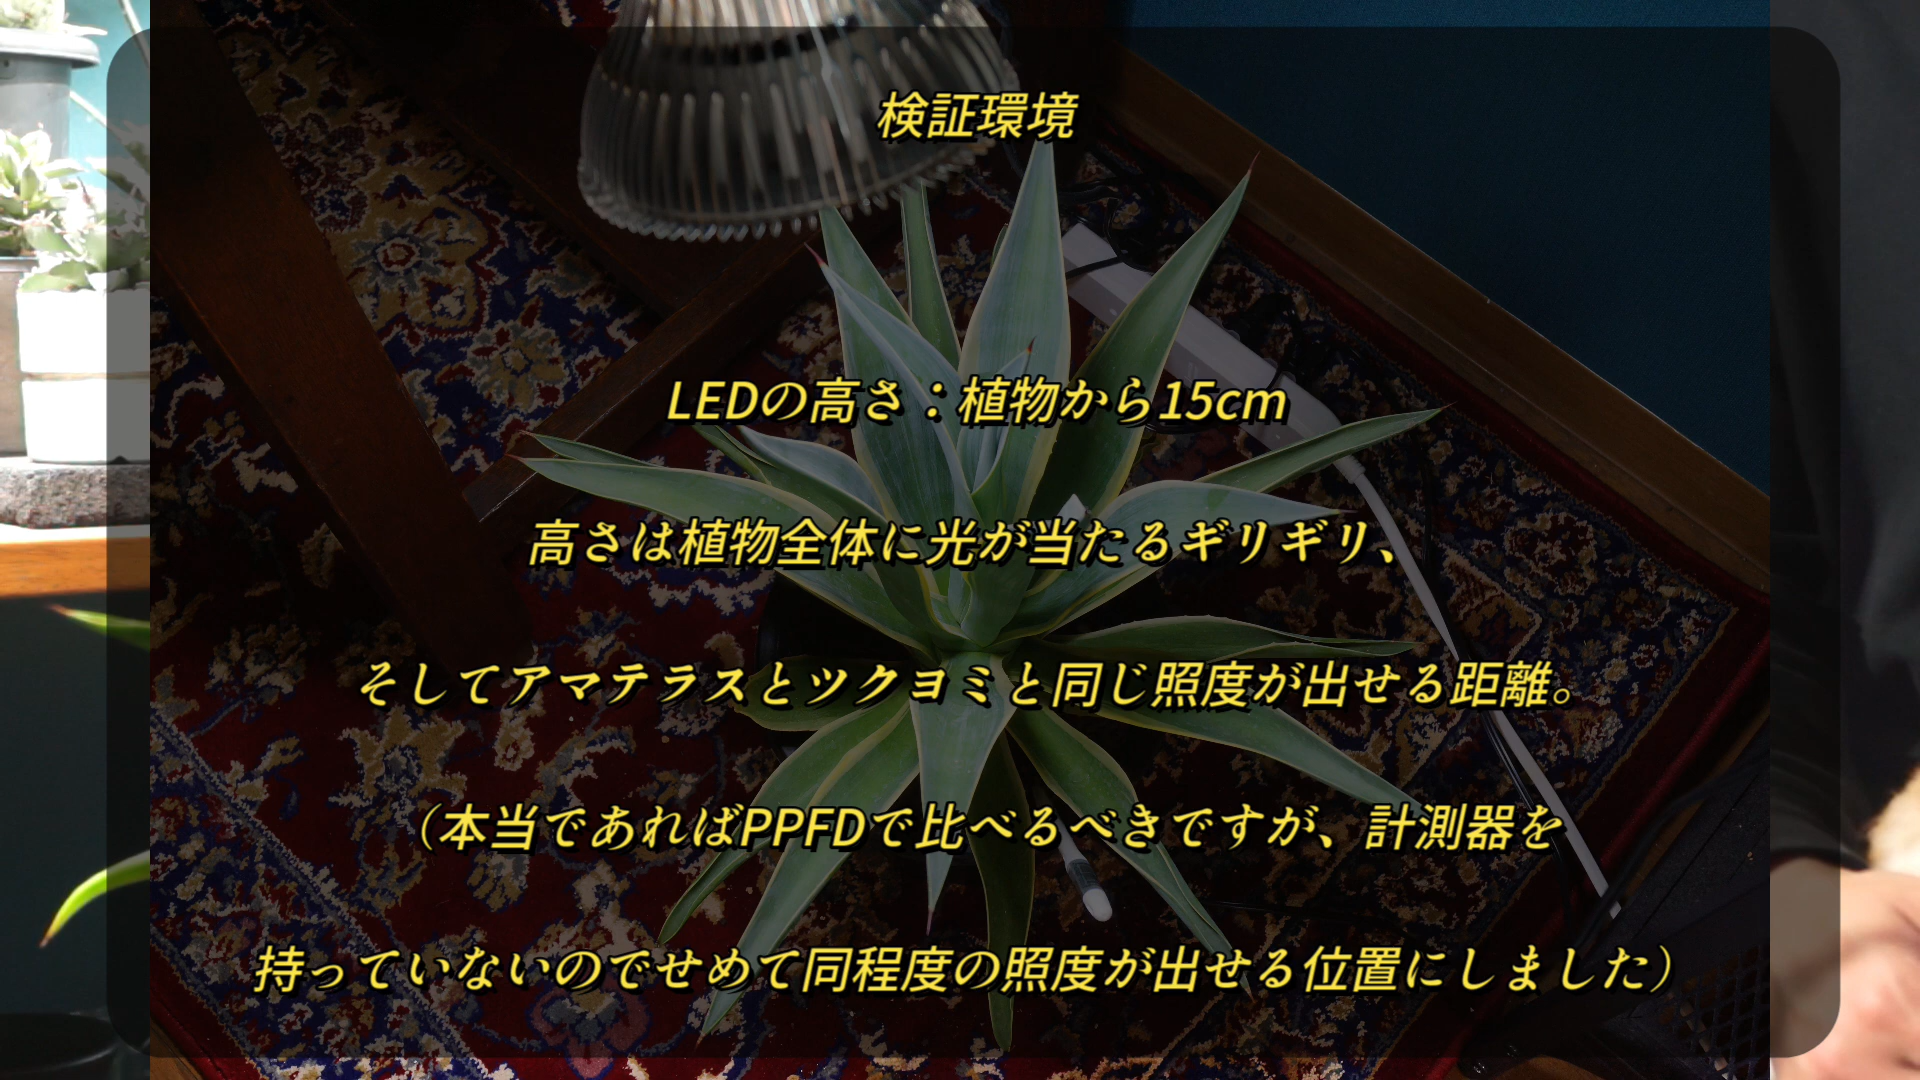 検証環境
LEDの高さ：植物から15cm
高さは植物全体に光が当たるギリギリ、
そしてアマテラスとツクヨミと同じ照度が出せる距離。
（本当であればPPFDで比べるべきですが、計測器を
持っていないのでせめて同程度の照度が出せる位置にしました）